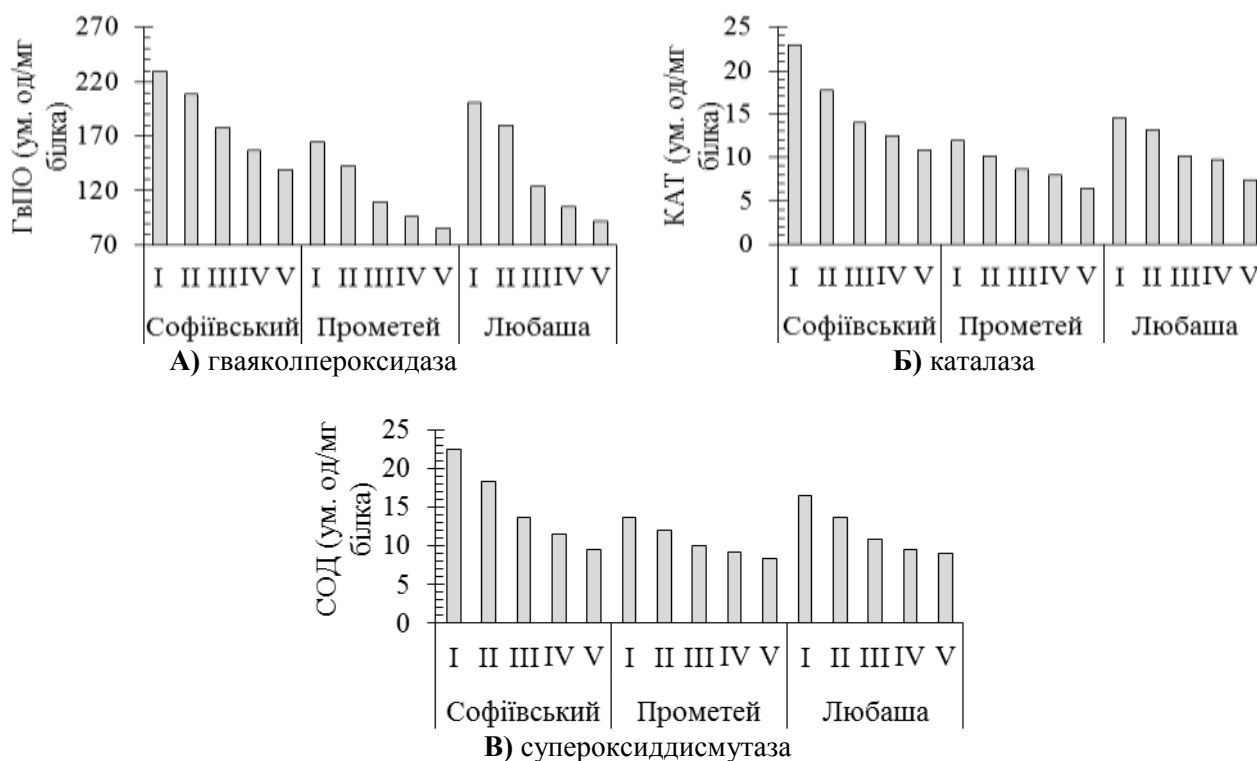 ГвПО (ум. од/мг білка)
270
220
170
120
70
I II III IV V I II III IV V I II III IV V
Софіївський Прометей Любаша
А) гваяколпероксидаза
КАТ (ум. од/мг білка)
25
20
15
10
5
0
I II III IV V I II III IV V I II III IV V
Софіївський Прометей Любаша
Б) каталаза
СОД (ум. од/мг білка)
25
20
15
10
5
0
I II III IV V I II III IV V I II III IV V
Софіївський Прометей Любаша
В) супероксиддисмутаза